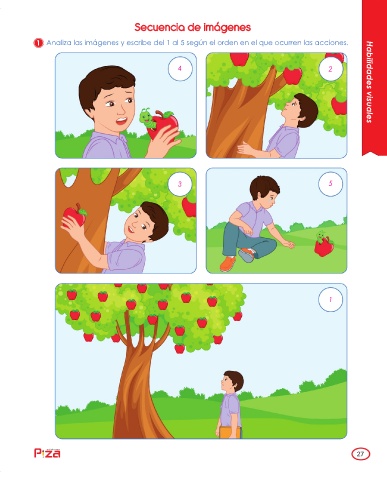 Secuencia de imágenes
1 Analiza las imágenes y escribe del 1 al 5 según el orden en el que ocurren las acciones.
Habilidades visuales
4
2
3
5
1
Piza
27